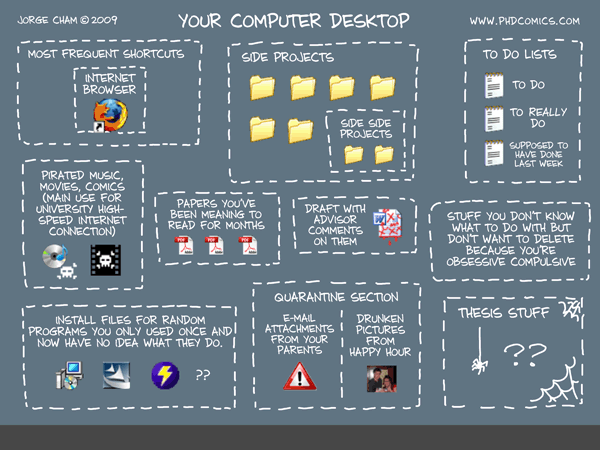 JORGE CHAM © 2009
YOUR COMPUTER DESKTOP
WWW.PHDCOMICS.COM
MOST FREQUENT SHORTCUTS
INTERNET
BROWSER
SIDE PROJECTS
SIDE SIDE
PROJECTS
TO DO LISTS
TO DO
TO REALLY
DO
SUPPOSED TO
HAVE DONE
LAST WEEK
PIRATED MUSIC,
MOVIES, COMICS
(MAIN USE FOR
UNIVERSITY HIGH-
SPEED INTERNET
CONNECTION)
PAPERS YOU'VE
BEEN MEANING TO
READ FOR MONTHS
PDF
PDF
PDF
DRAFT WITH
ADVISOR
COMMENTS
ON THEM
W
STUFF YOU DON'T KNOW
WHAT TO DO WITH BUT
DON'T WANT TO DELETE
BECAUSE YOU'RE
OBSESSIVE COMPULSIVE
INSTALL FILES FOR RANDOM
PROGRAMS YOU ONLY USED ONCE AND
NOW HAVE NO IDEA WHAT THEY DO.
??
QUARANTINE SECTION
E-MAIL
ATTACHMENTS
FROM YOUR
PARENTS
!
DRUNKEN
PICTURES
FROM
HAPPY HOUR
THESIS STUFF
??